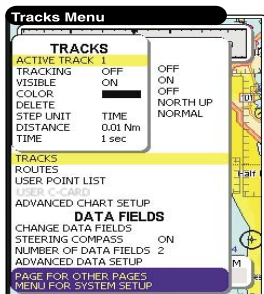 Tracks Menu
TRACKS
ACTIVE TRACK 1
TRACKING OFF
VISIBLE ON
COLOR
DELETE
STEP UNIT TIME
DISTANCE 0.01 Nm
TIME 1 sec
OFF
ON
OFF
NORTH UP
NORMAL
TRACKS
ROUTES
USER POINT LIST
USER C-CARD
ADVANCED CHART SETUP
DATA FIELDS
CHANGE DATA FIELDS
STEERING COMPASS ON
NUMBER OF DATA FIELDS 2
ADVANCED DATA SETUP
PAGE FOR OTHER PAGES
MENU FOR SYSTEM SETUP
Half
4
M